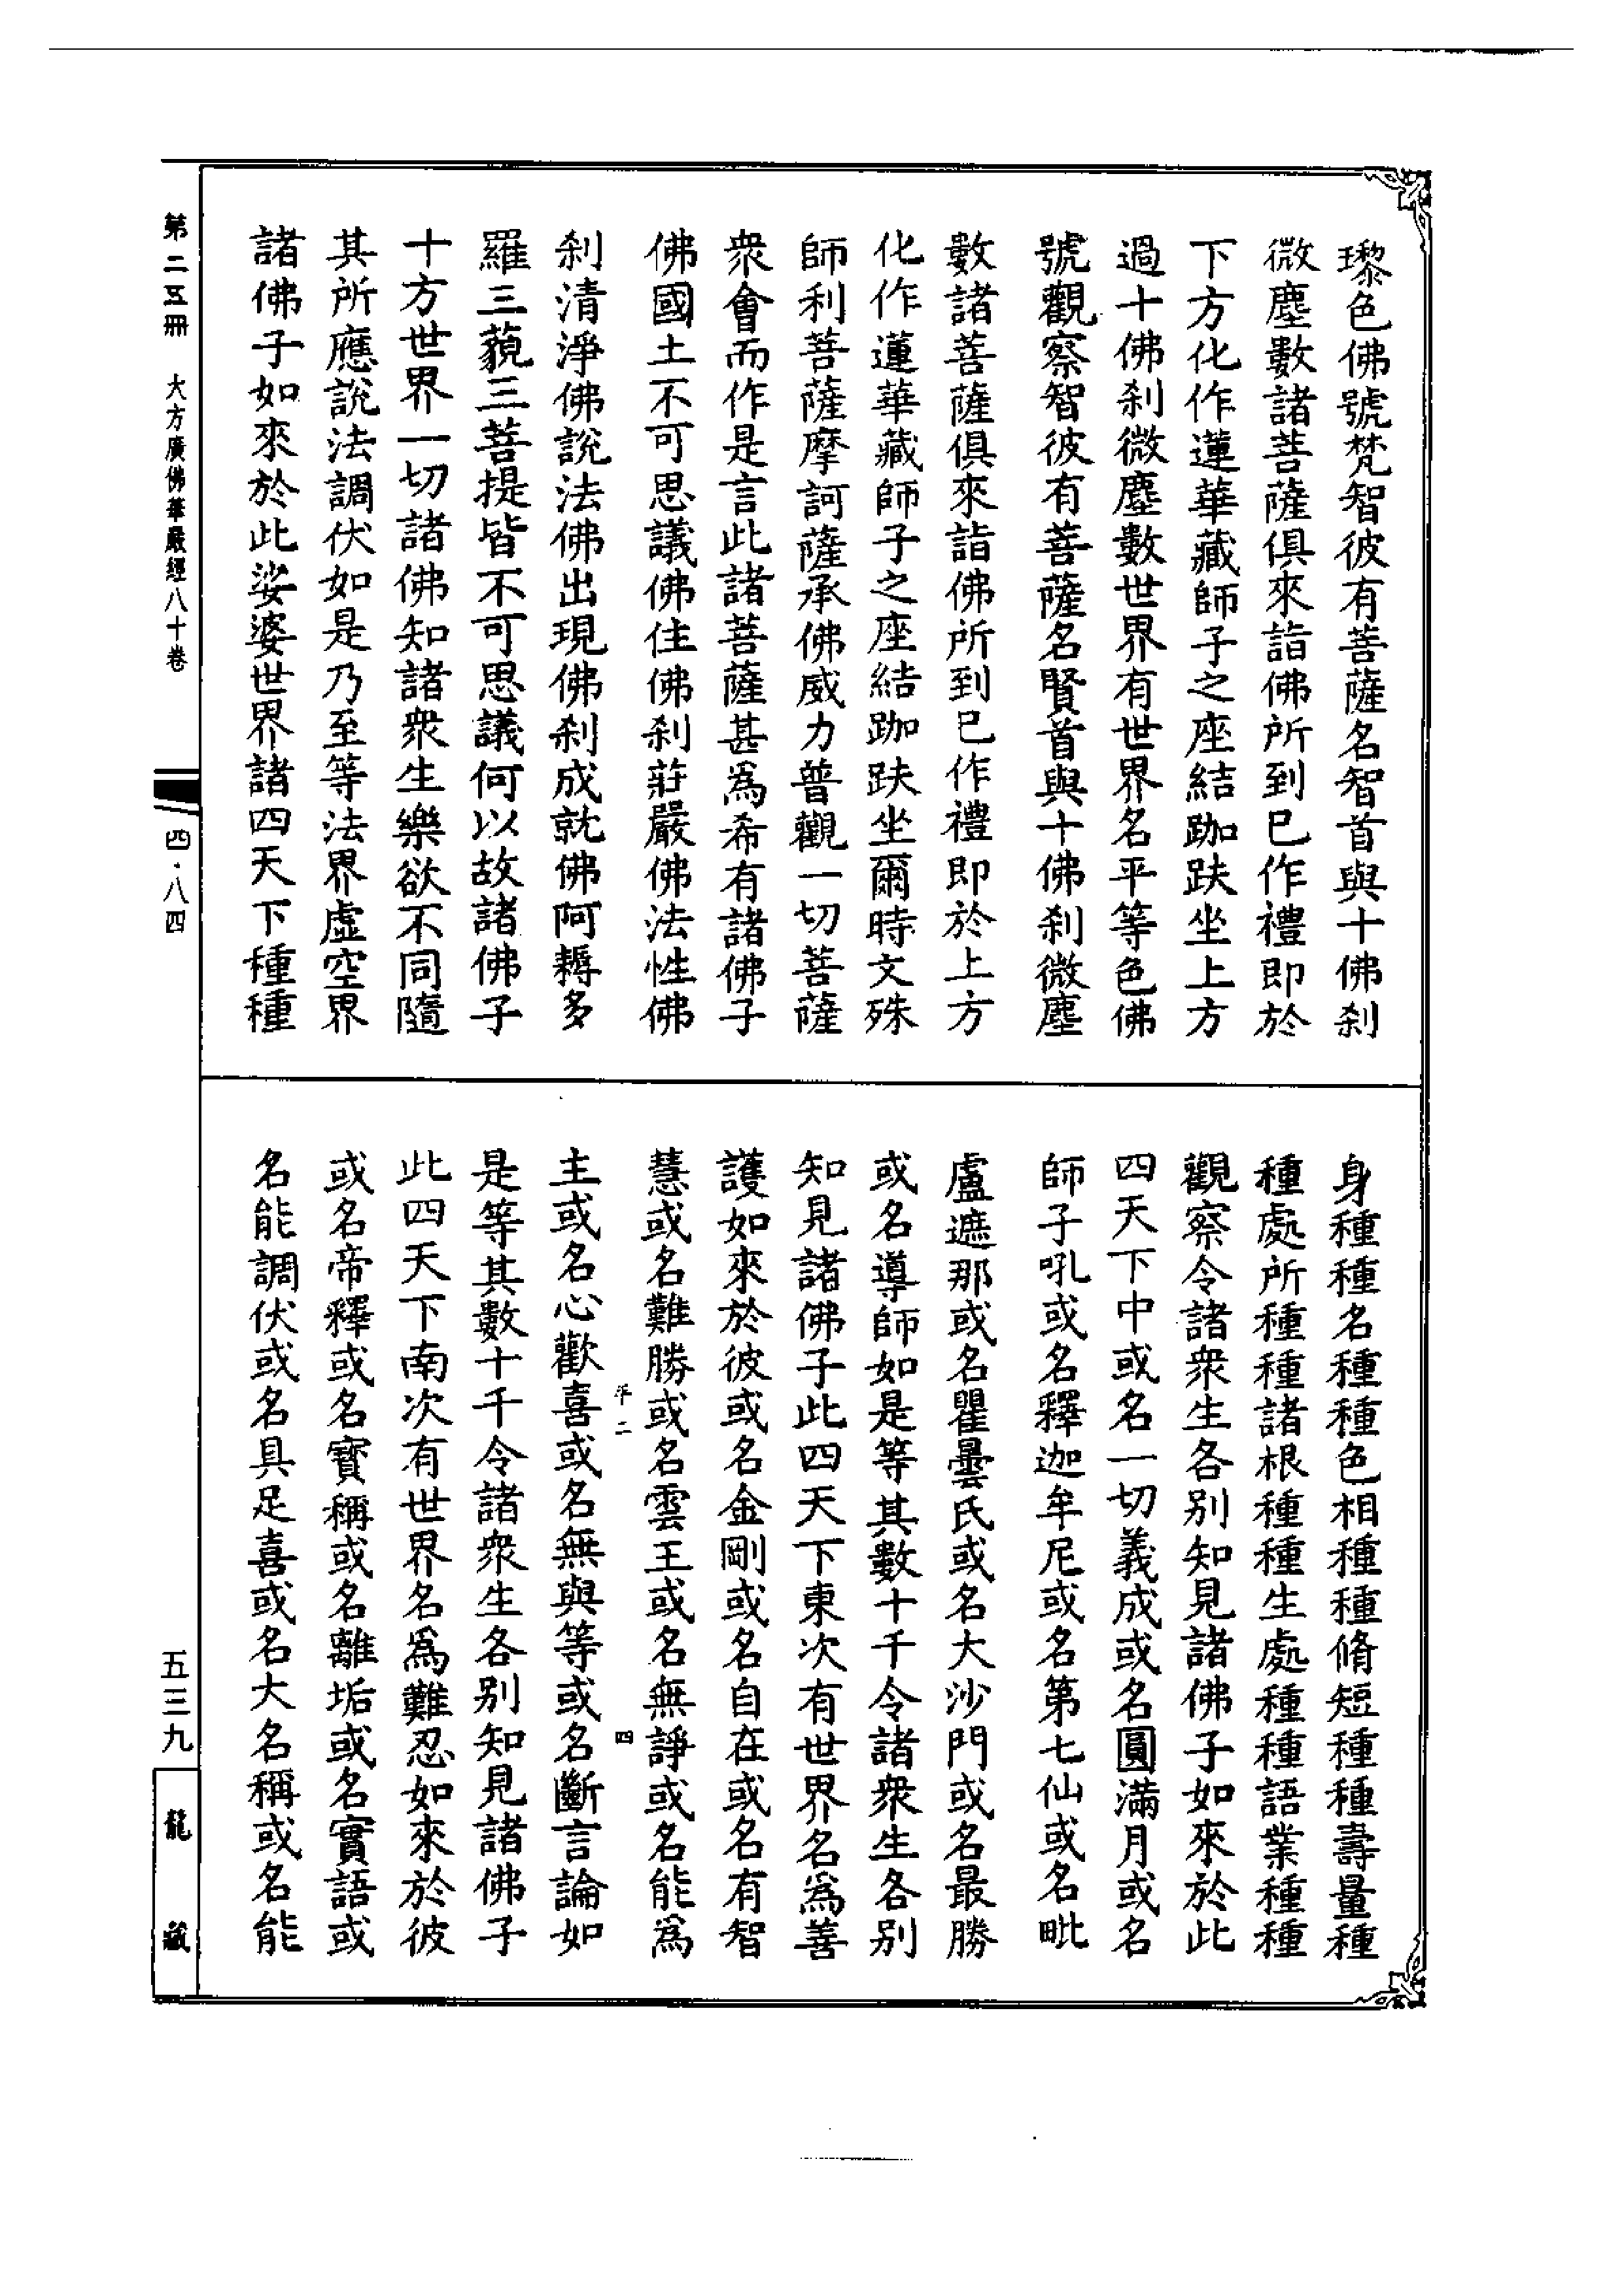 瓈色佛號梵智彼有菩薩名智首與十佛刹
微塵數諸菩薩俱來詣佛所到巳作禮即於
下方化作蓮華藏師子之座結跏趺坐上方
過十佛刹微塵數世界有世界名平等色佛
號觀察智彼有菩薩名賢首與十佛刹微塵
數諸菩薩俱來詣佛所到巳作禮即於上方
化作蓮華藏師子之座結跏趺坐爾時文殊
師利菩薩摩訶薩承佛威力普觀一切菩薩
衆會而作是言此諸菩薩甚爲希有諸佛子
佛國土不可思議佛住佛刹莊嚴佛法性佛
刹清淨佛說法佛出現佛刹成就佛阿耨多
羅三藐三菩提皆不可思議何以故諸佛子
十方世界一切諸佛知諸衆生樂欲不同隨
其所應說法調伏如是乃至等法界虛空界
諸佛子如來於此娑婆世界諸四天下種種
身種種名種種色相種種脩短種種壽量種
種處所種種諸根種種生處種種語業種種
觀察令諸衆生各別知見諸佛子如來於此
四天下中或名一切義成或名圓滿月或名
師子吼或名釋迦牟尼或名第七仙或名毗
盧遮那或名瞿曇氏或名大沙門或名最勝
或名導師如是等其數十千令諸衆生各別
知見諸佛子此四天下東次有世界名爲善
護如來於彼或名金剛或名自在或名有智
慧或名難勝或名雲王或名無諍或名能爲
平二 四
主或名心歡喜或名無與等或名斷言論如
是等其數十千令諸衆生各別知見諸佛子
此四天下南次有世界名爲難忍如來於彼
或名帝釋或名寶稱或名離垢或名實語或
名能調伏或名具足喜或名大名稱或名能
第二五冊 大方廣佛華嚴經八十卷 四·八四 五三九 龍藏